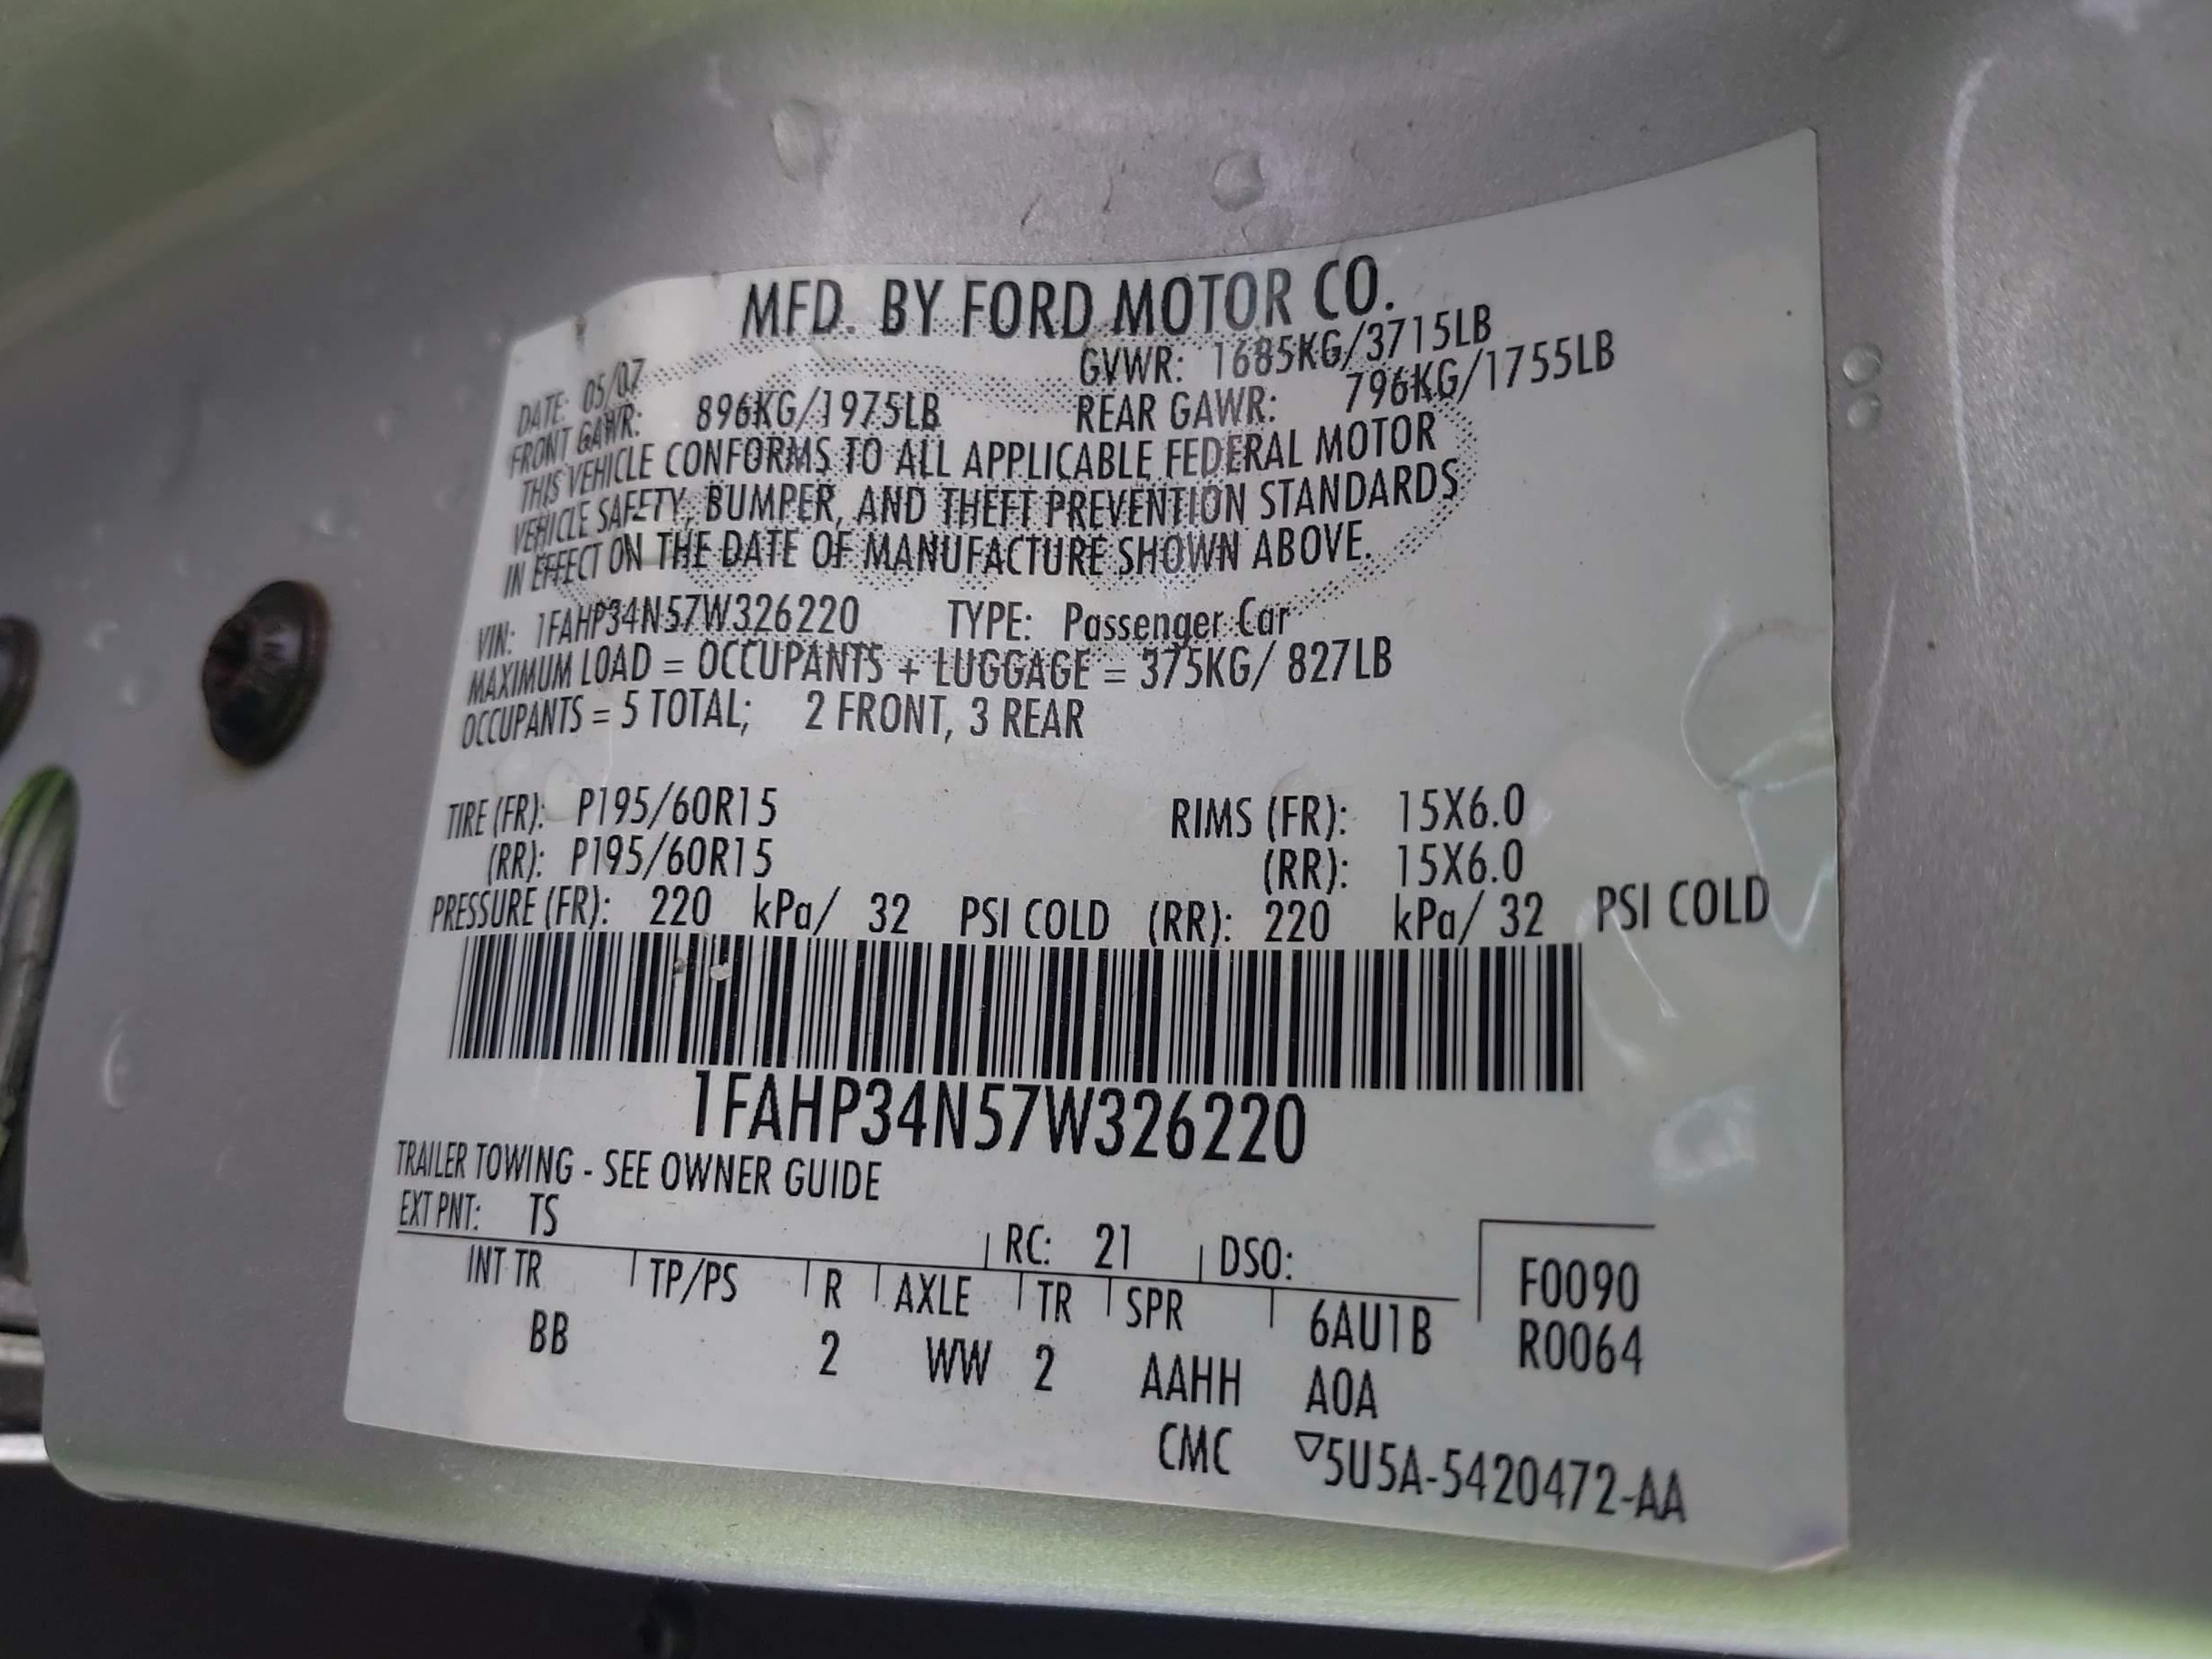 MFD. BY FORD MOTOR CO.
DATE: 05/07 GVWR: 1685KG/3715LB
FRONT GAWR: 896KG/1975LB REAR GAWR: 796KG/1755LB
THIS VEHICLE CONFORMS TO ALL APPLICABLE FEDERAL MOTOR
VEHICLE SAFETY, BUMPER, AND THEFT PREVENTION STANDARDS
IN EFFECT ON THE DATE OF MANUFACTURE SHOWN ABOVE.
VIN: 1FAHP34N57W326220 TYPE: Passenger Car
MAXIMUM LOAD = OCCUPANTS + LUGGAGE = 375KG/ 827LB
OCCUPANTS = 5 TOTAL; 2 FRONT, 3 REAR
TIRE (FR): P195/60R15 RIMS (FR): 15X6.0
(RR): P195/60R15 (RR): 15X6.0
PRESSURE (FR): 220 kPa/ 32 PSI COLD (RR): 220 kPa/ 32 PSI COLD
1FAHP34N57W326220
TRAILER TOWING - SEE OWNER GUIDE
EXT PNT: TS RC: 21 DSO: F0090
INT TR TP/PS R AXLE TR SPR 6AU1B R0064
BB 2 WW 2 AAHH A0A
CMC ▽5U5A-5420472-AA